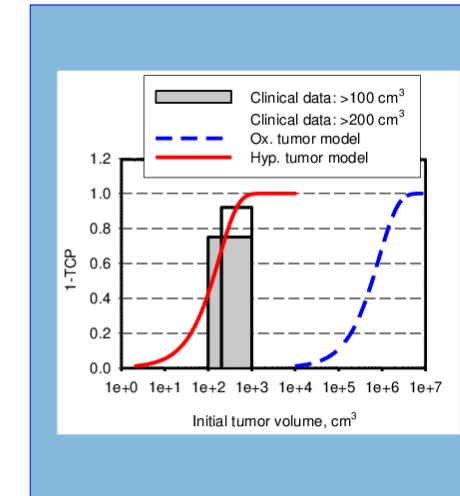 Clinical data: >100 cm³
Clinical data: >200 cm³
Ox. tumor model
Hyp. tumor model
1.2
1.0
0.8
0.6
0.4
0.2
0.0
1-TCP
1e+0 1e+1 1e+2 1e+3 1e+4 1e+5 1e+6 1e+7
Initial tumor volume, cm³